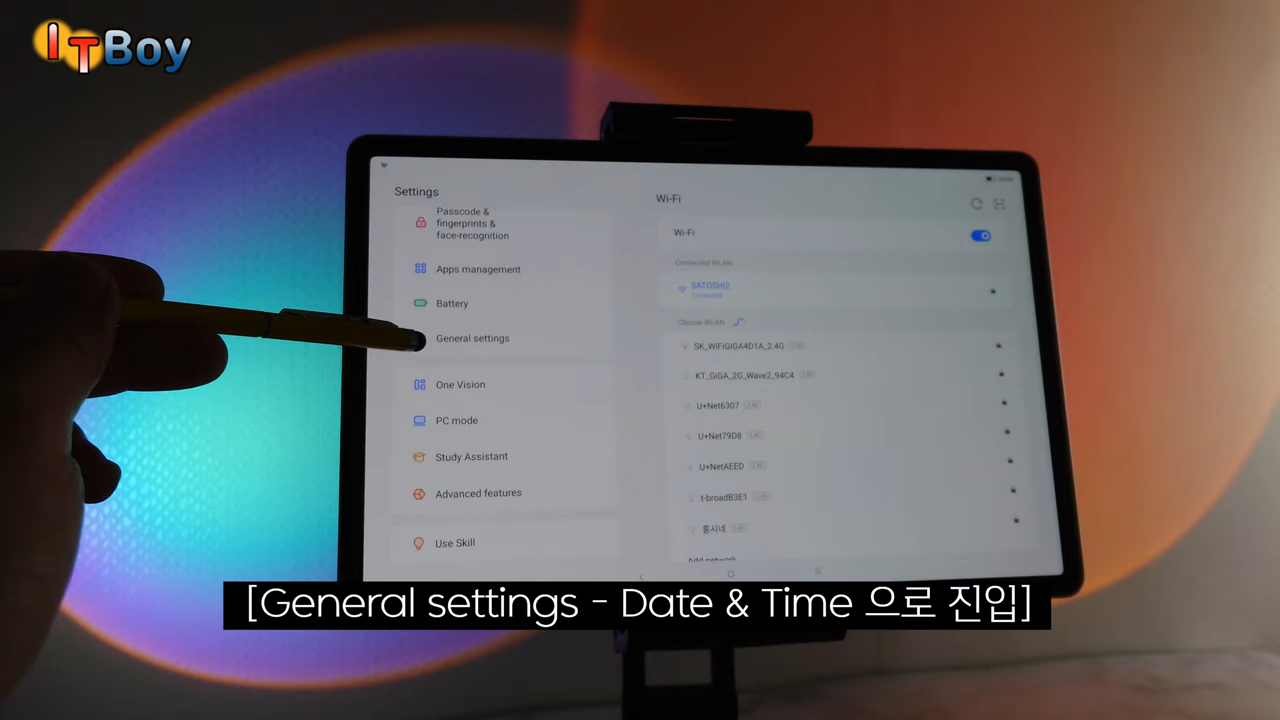 ITBoy
Settings
Passcode &
fingerprints &
face-recognition
Apps management
Battery
General settings
One Vision
PC mode
Study Assistant
Advanced features
Use Skill
Wi-Fi
Wi-Fi
Connected WLAN
SATOSHI2
Connected
Choose WLAN
SK_WiFiGIGA4D1A_2.4G
KT_GiGA_2G_Wave2_94C4
U+Net6307
U+Net79D8
U+NetAEED
t-broadB3E1
홍시네
Add network
[General settings - Date & Time 으로 진입]